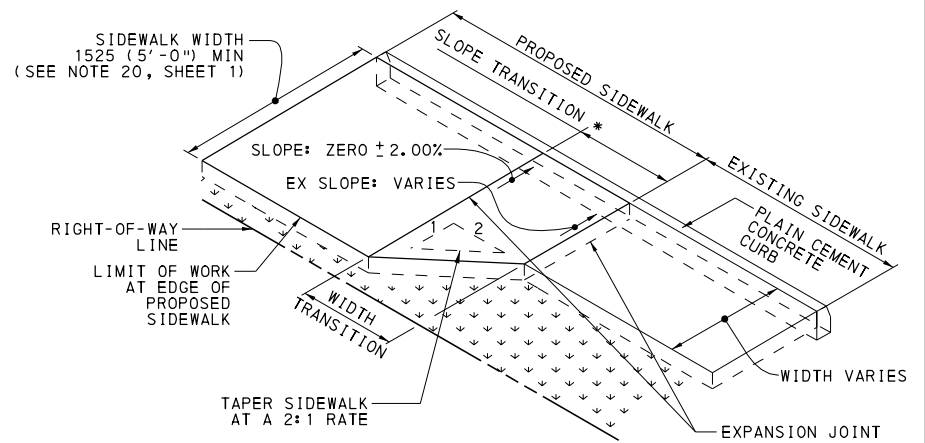 SIDEWALK WIDTH
1525 (5'-0") MIN
(SEE NOTE 20, SHEET 1)
PROPOSED SIDEWALK
SLOPE TRANSITION *
SLOPE: ZERO ± 2.00%
EX SLOPE: VARIES
EXISTING SIDEWALK
PLAIN CEMENT
CONCRETE
CURB
RIGHT-OF-WAY
LINE
1 2
LIMIT OF WORK
AT EDGE OF
PROPOSED
SIDEWALK
WIDTH
TRANSITION
WIDTH VARIES
TAPER SIDEWALK
AT A 2:1 RATE
EXPANSION JOINT